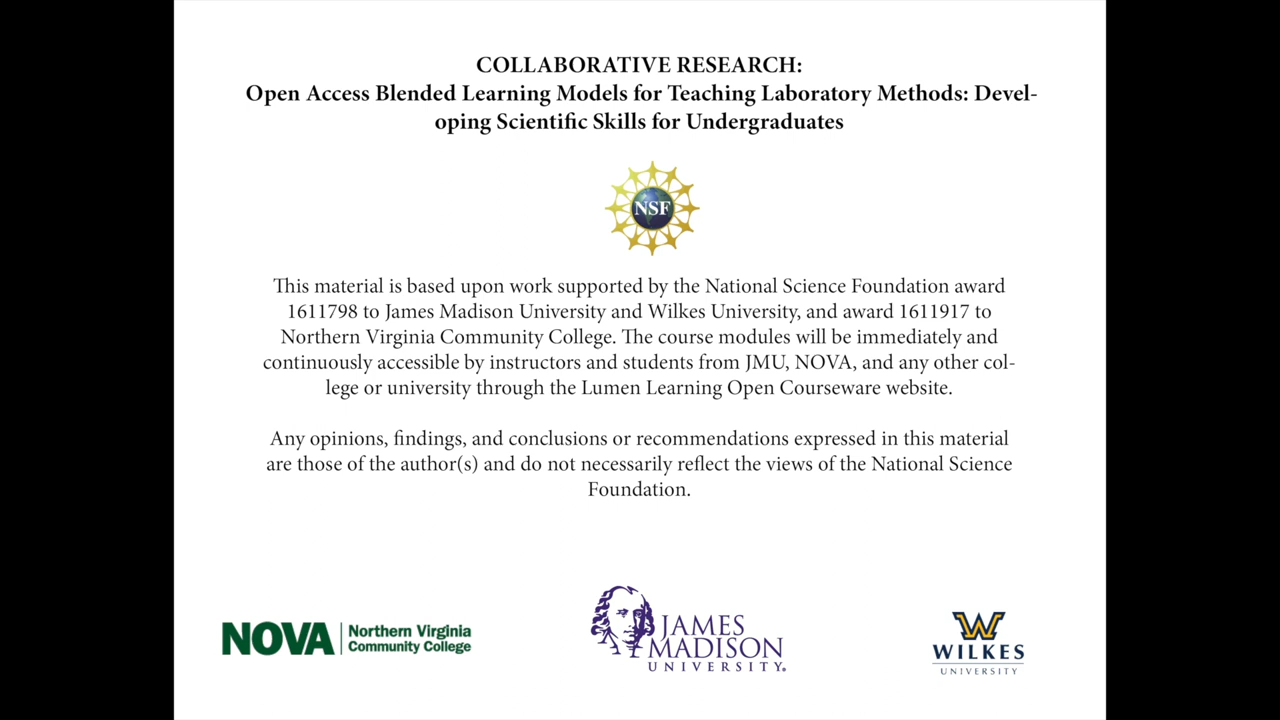 COLLABORATIVE RESEARCH:
Open Access Blended Learning Models for Teaching Laboratory Methods: Devel-
oping Scientific Skills for Undergraduates
NSF
This material is based upon work supported by the National Science Foundation award
1611798 to James Madison University and Wilkes University, and award 1611917 to
Northern Virginia Community College. The course modules will be immediately and
continuously accessible by instructors and students from JMU, NOVA, and any other col-
lege or university through the Lumen Learning Open Courseware website.
Any opinions, findings, and conclusions or recommendations expressed in this material
are those of the author(s) and do not necessarily reflect the views of the National Science
Foundation.
NOVA
Northern Virginia
Community College
JAMES
MADISON
UNIVERSITY®
W
WILKES
UNIVERSITY